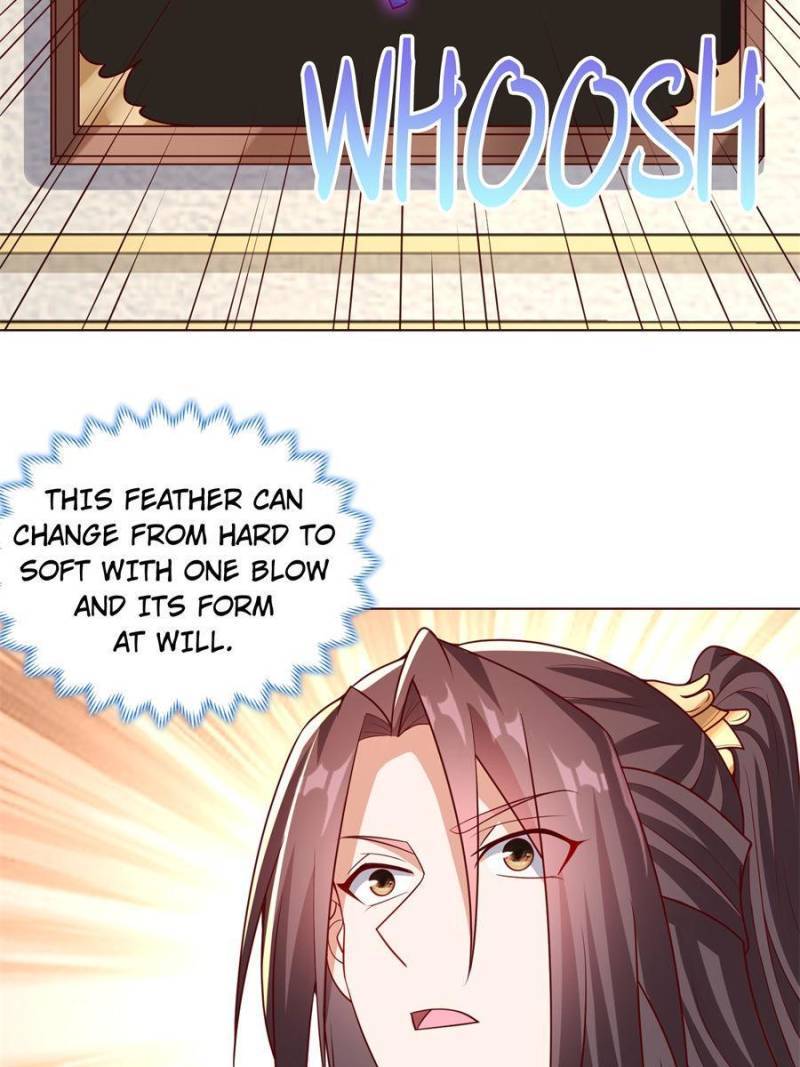 WHOOSH
THIS FEATHER CAN
CHANGE FROM HARD TO
SOFT WITH ONE BLOW
AND ITS FORM
AT WILL.